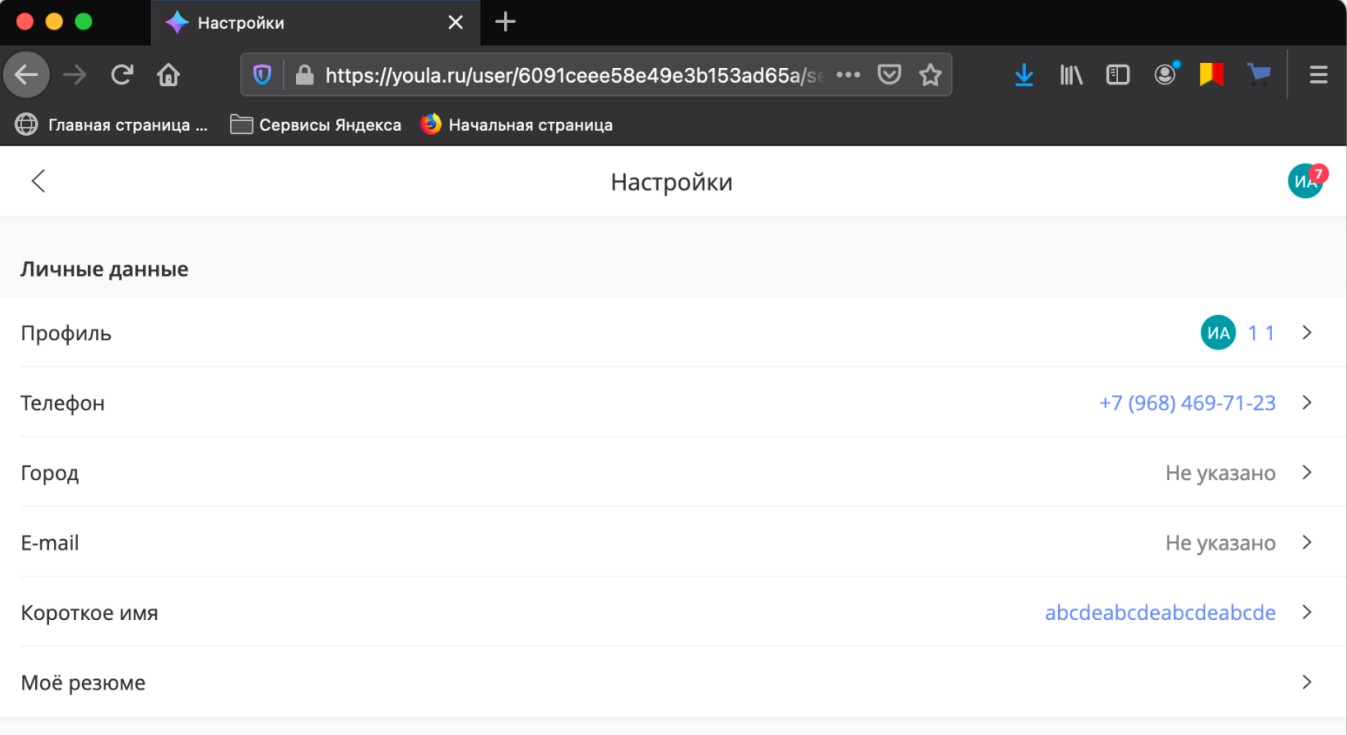 Настройки
https://youla.ru/user/6091ceee58e49e3b153ad65a/se
Главная страница ... Сервисы Яндекса Начальная страница
Настройки ИА 7
Личные данные
Профиль ИА 1 1
Телефон +7 (968) 469-71-23
Город Не указано
E-mail Не указано
Короткое имя abcdeabcdeabcdeabcde
Моё резюме